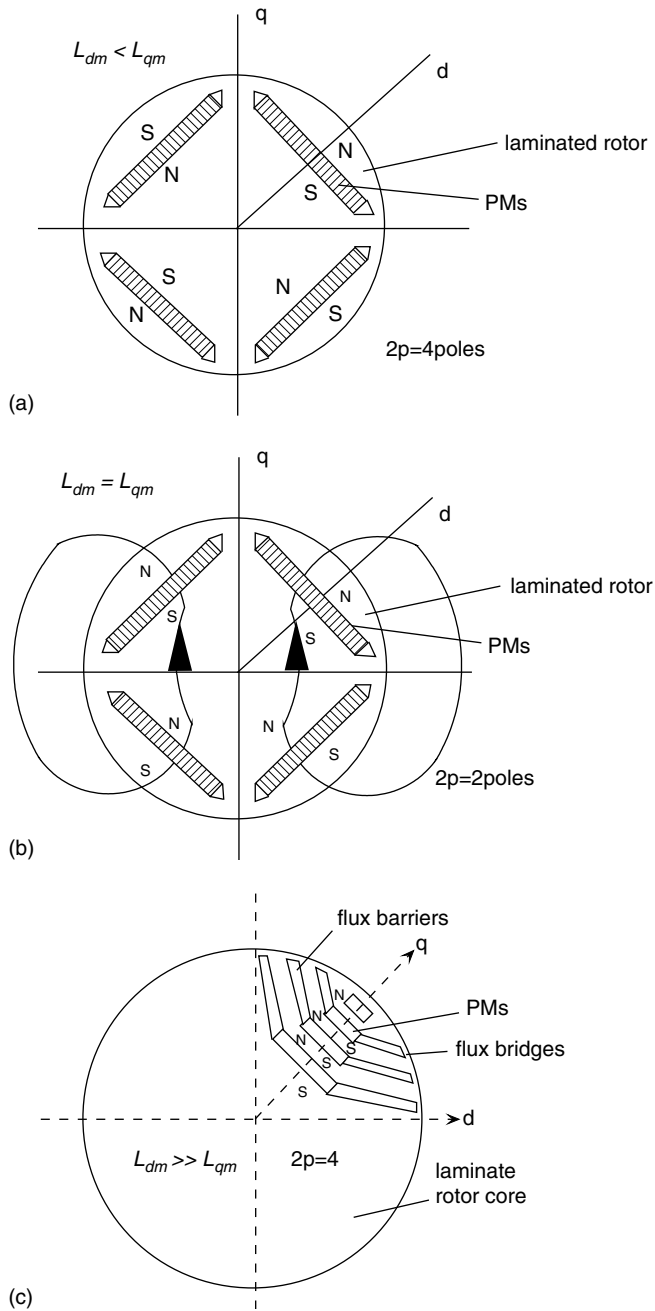 q
L_dm < L_qm
d
S
N
N
S
laminated rotor
PMs
S
N
N
S
2p=4poles
(a)
q
L_dm = L_qm
d
N
S
N
S
laminated rotor
PMs
N
S
N
S
2p=2poles
(b)
flux barriers
q
N
N
N
S
S
S
PMs
flux bridges
d
L_dm >> L_qm
2p=4
laminate
rotor core
(c)